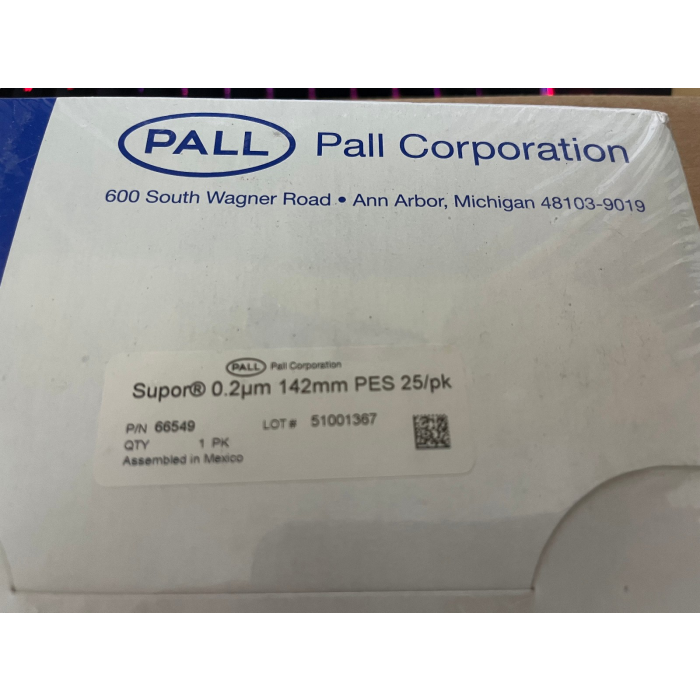 PALL Pall Corporation
600 South Wagner Road • Ann Arbor, Michigan 48103-9019
PALL Pall Corporation
Supor® 0.2µm 142mm PES 25/pk
P/N 66549 LOT# 51001367
QTY 1 PK
Assembled in Mexico